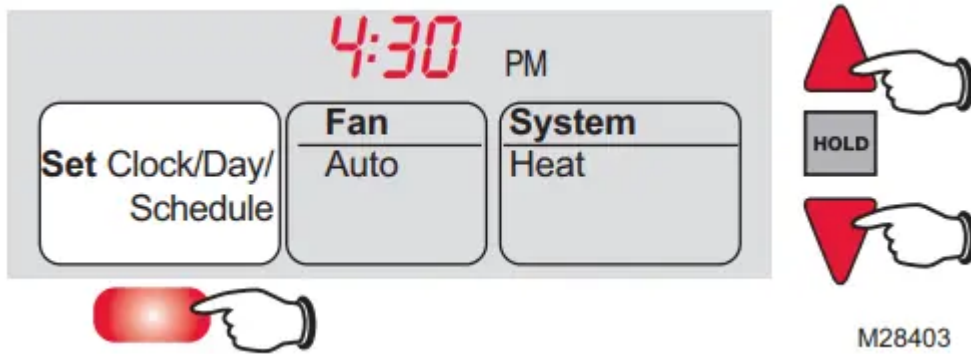 4:30 PM
Set Clock/Day/
Schedule
Fan
Auto
System
Heat
HOLD
M28403